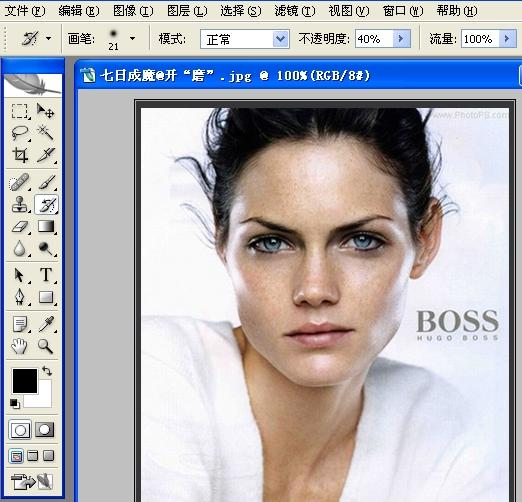 文件(F) 编辑(E) 图像(I) 图层(L) 选择(S) 滤镜(T) 视图(V) 窗口(W) 帮助(H)
画笔: 21 模式: 正常 不透明度: 40% 流量: 100%
七日成魔@开“磨”.jpg @ 100%(RGB/8#)
www.PhotoPS.com
BOSS
HUGO BOSS
T